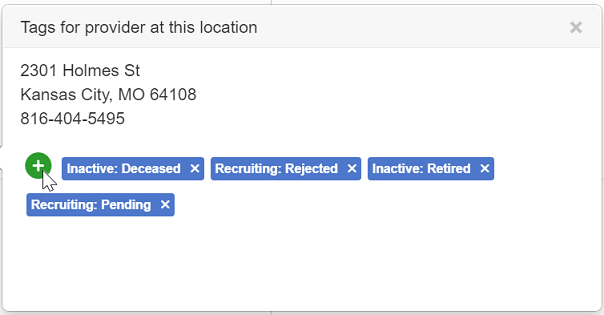 Tags for provider at this location ×
2301 Holmes St
Kansas City, MO 64108
816-404-5495
+ Inactive: Deceased × Recruiting: Rejected × Inactive: Retired ×
Recruiting: Pending ×